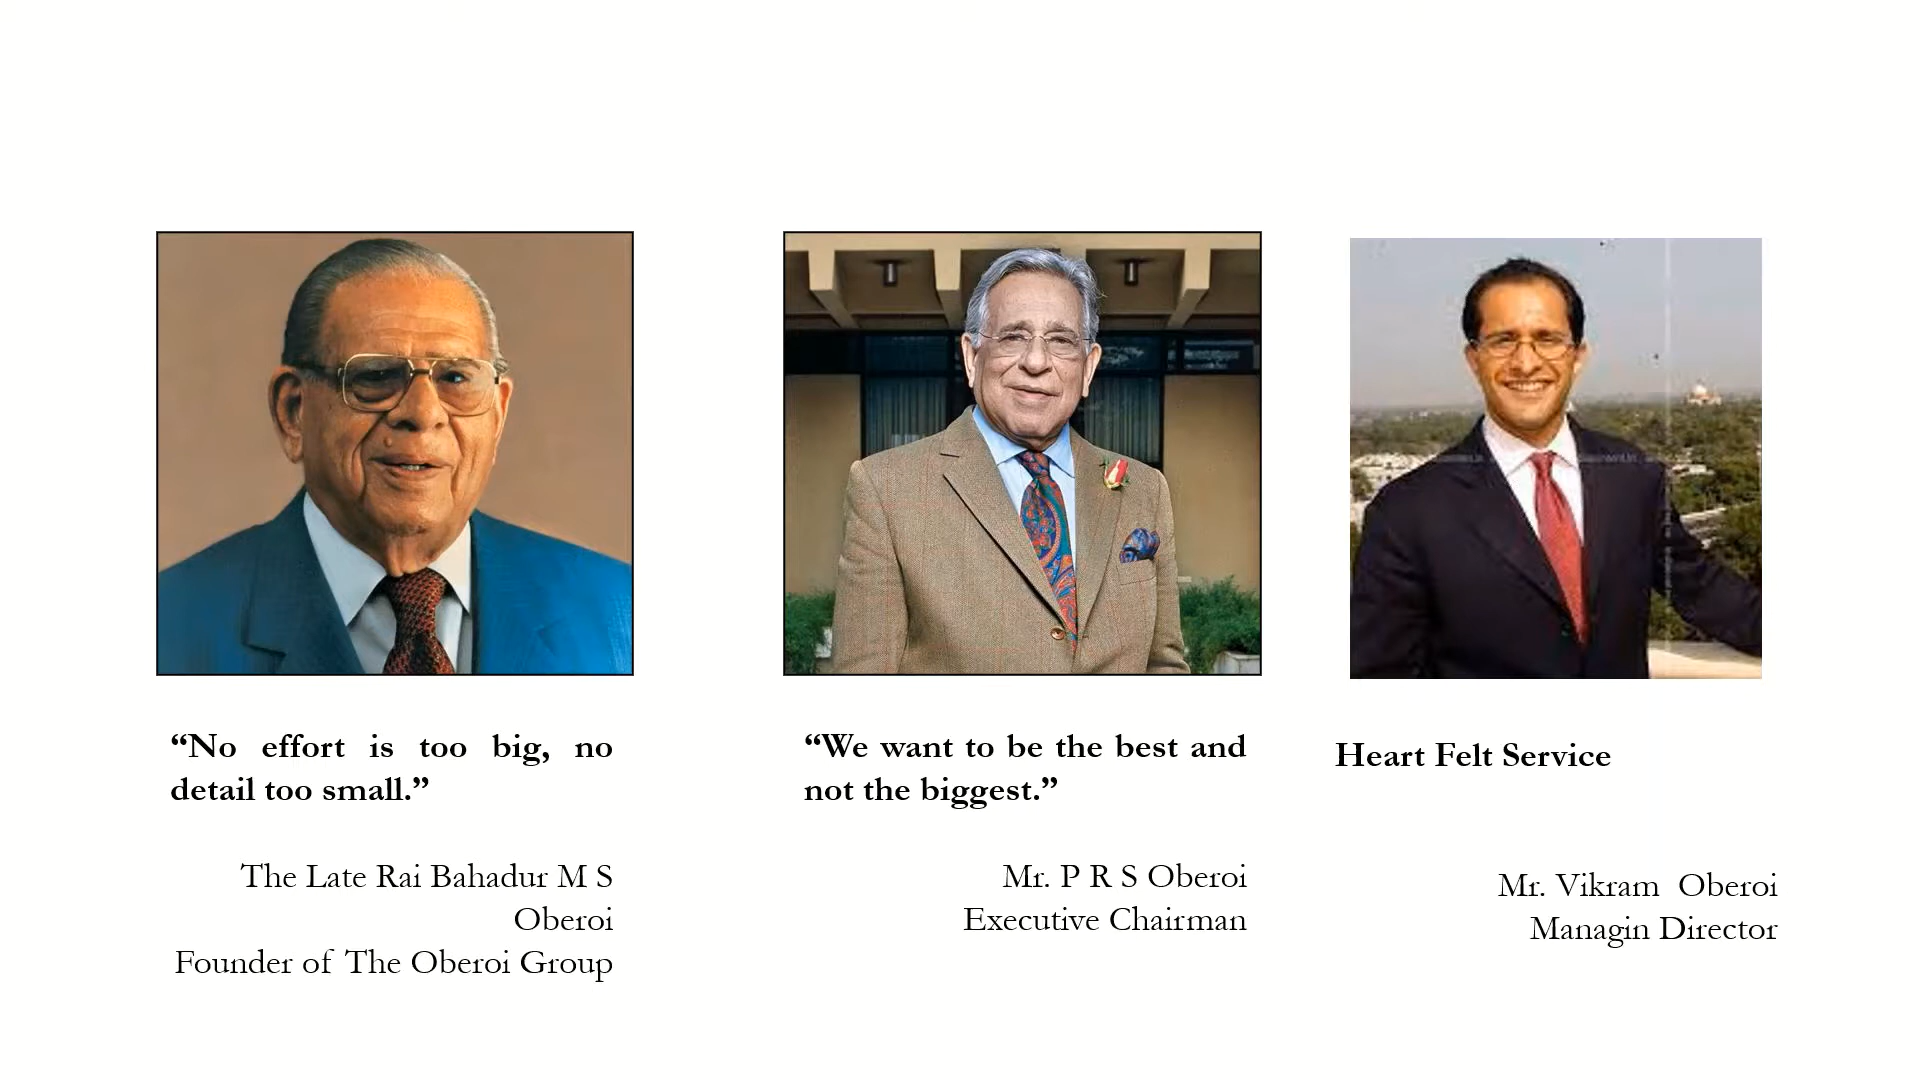 “No effort is too big, no
detail too small.”
The Late Rai Bahadur M S
Oberoi
Founder of The Oberoi Group
“We want to be the best and
not the biggest.”
Mr. P R S Oberoi
Executive Chairman
Heart Felt Service
Mr. Vikram  Oberoi
Managin Director